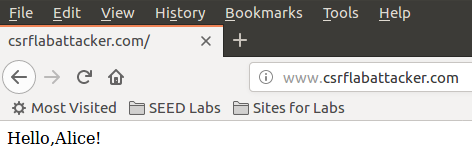 File Edit View History Bookmarks Tools Help
csrflabattacker.com/
www.csrflabattacker.com
Most Visited SEED Labs Sites for Labs
Hello,Alice!